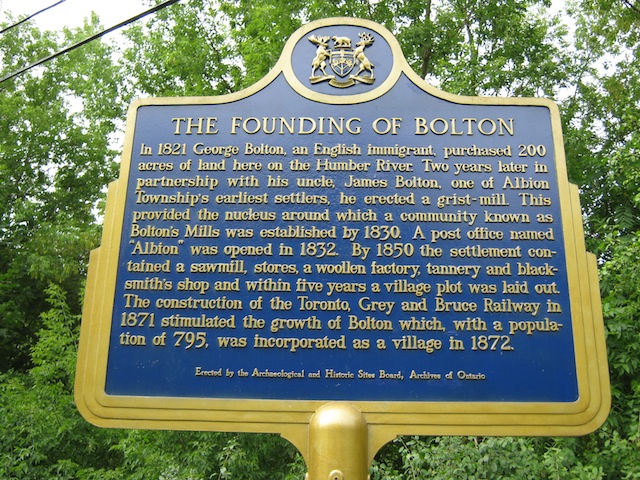 THE FOUNDING OF BOLTON
In 1821 George Bolton, an English immigrant, purchased 200
acres of land here on the Humber River. Two years later in
partnership with his uncle, James Bolton, one of Albion
Township's earliest settlers, he erected a grist-mill. This
provided the nucleus around which a community known as
Bolton's Mills was established by 1830. A post office named
"Albion" was opened in 1832. By 1850 the settlement con-
tained a sawmill, stores, a woollen factory, tannery and black-
smith's shop and within five years a village plot was laid out.
The construction of the Toronto, Grey and Bruce Railway in
1871 stimulated the growth of Bolton which, with a popula-
tion of 795, was incorporated as a village in 1872.
Erected by the Archaeological and Historic Sites Board, Archives of Ontario